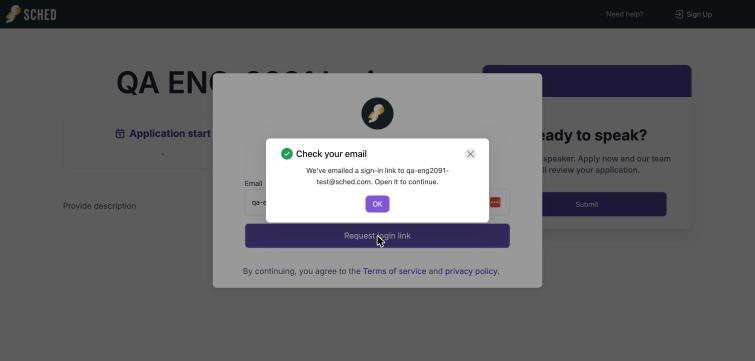 SCHED
Need help?
Sign Up
QA ENG
Application start
-
Provide description
Check your email
We've emailed a sign-in link to qa-eng2091-
test@sched.com. Open it to continue.
OK
Email
qa-e
Request login link
By continuing, you agree to the Terms of service and privacy policy.
eady to speak?
speaker. Apply now and our team
ll review your application.
Submit